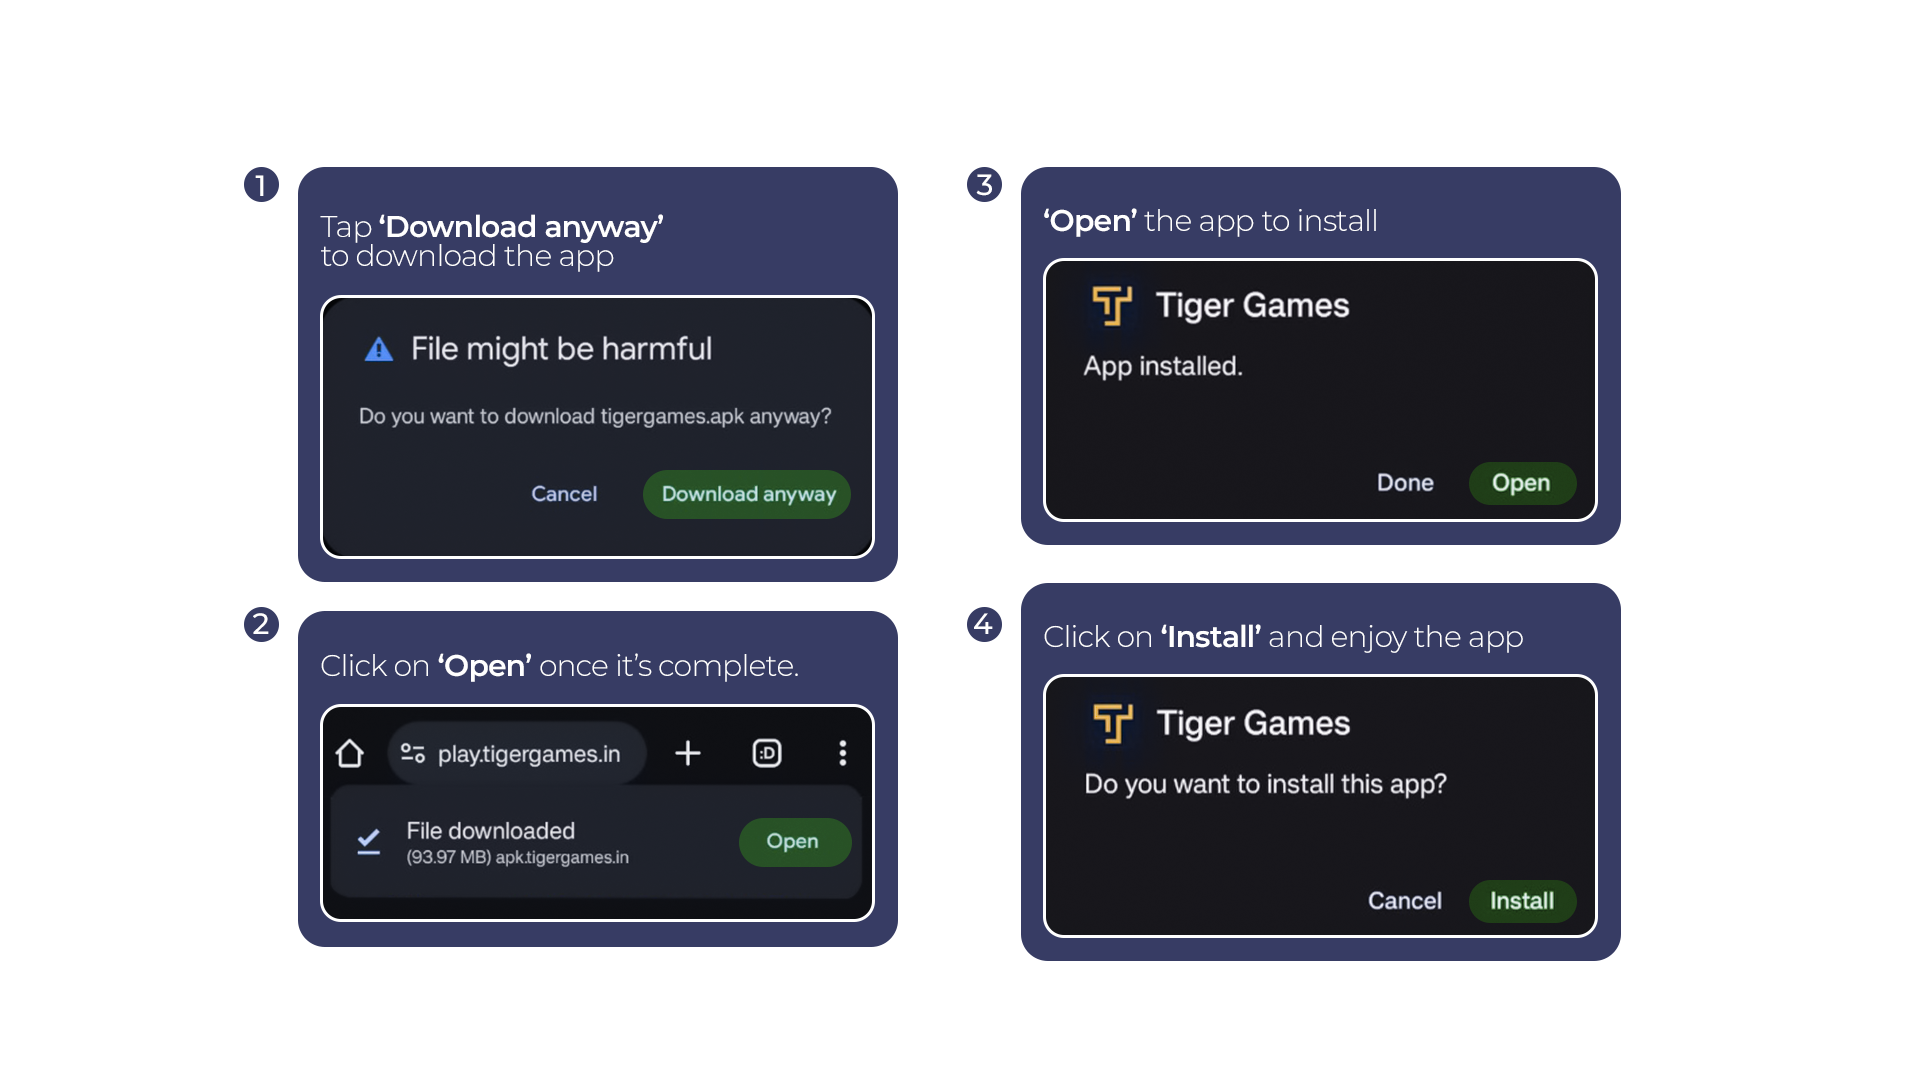 1
Tap ‘Download anyway’
to download the app
File might be harmful
Do you want to download tigergames.apk anyway?
Cancel
Download anyway
2
Click on ‘Open’ once it’s complete.
play.tigergames.in
:D
File downloaded
(93.97 MB) apk.tigergames.in
Open
3
‘Open’ the app to install
Tiger Games
App installed.
Done
Open
4
Click on ‘Install’ and enjoy the app
Tiger Games
Do you want to install this app?
Cancel
Install